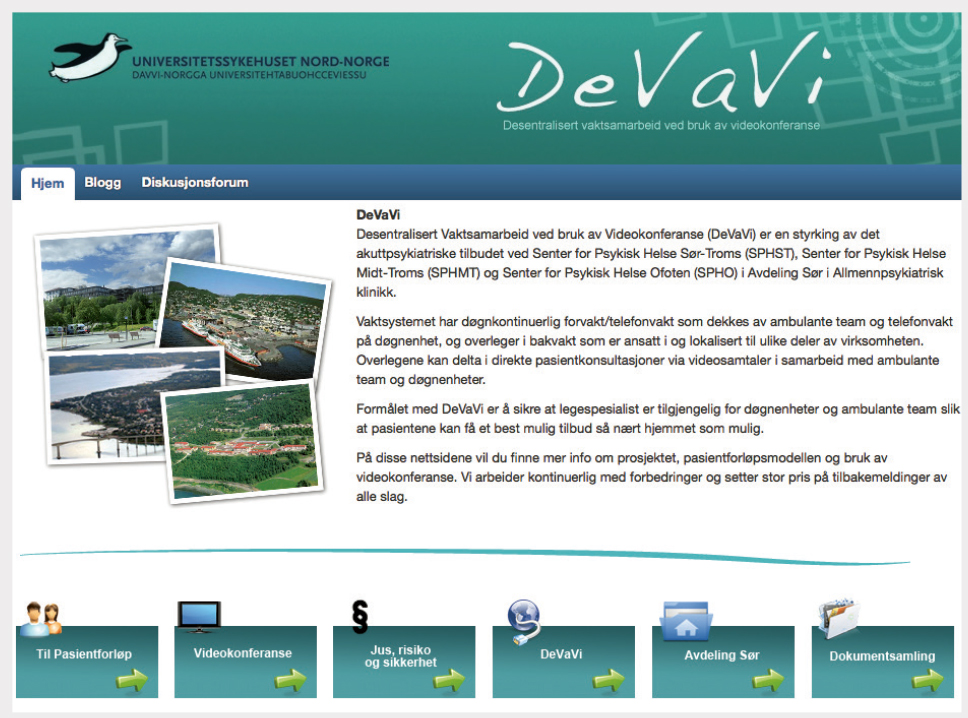 UNIVERSITETSSYKEHUSET NORD-NORGE
DAVVI-NORGGA UNIVERSITEHTABUOHCCEVIESSU
DeVaVi
Desentralisert vaktsamarbeid ved bruk av videokonferanse
Hjem Blogg Diskusjonsforum
DeVaVi
Desentralisert Vaktsamarbeid ved bruk av Videokonferanse (DeVaVi) er en styrking av det
akuttpsykiatriske tilbudet ved Senter for Psykisk Helse Sør-Troms (SPHST), Senter for Psykisk Helse
Midt-Troms (SPHMT) og Senter for Psykisk Helse Ofoten (SPHO) i Avdeling Sør i Allmennpsykiatrisk
klinikk.
Vaktsystemet har døgnkontinuerlig forvakt/telefonvakt som dekkes av ambulante team og telefonvakt
på døgnenhet, og overleger i bakvakt som er ansatt i og lokalisert til ulike deler av virksomheten.
Overlegene kan delta i direkte pasientkonsultasjoner via videosamtaler i samarbeid med ambulante
team og døgnenheter.
Formålet med DeVaVi er å sikre at legespesialist er tilgjengelig for døgnenheter og ambulante team slik
at pasientene kan få et best mulig tilbud så nært hjemmet som mulig.
På disse nettsidene vil du finne mer info om prosjektet, pasientforløpsmodellen og bruk av
videokonferanse. Vi arbeider kontinuerlig med forbedringer og setter stor pris på tilbakemeldinger av
alle slag.
§
Til Pasientforløp
Videokonferanse
Jus, risiko
og sikkerhet
DeVaVi
Avdeling Sør
Dokumentsamling